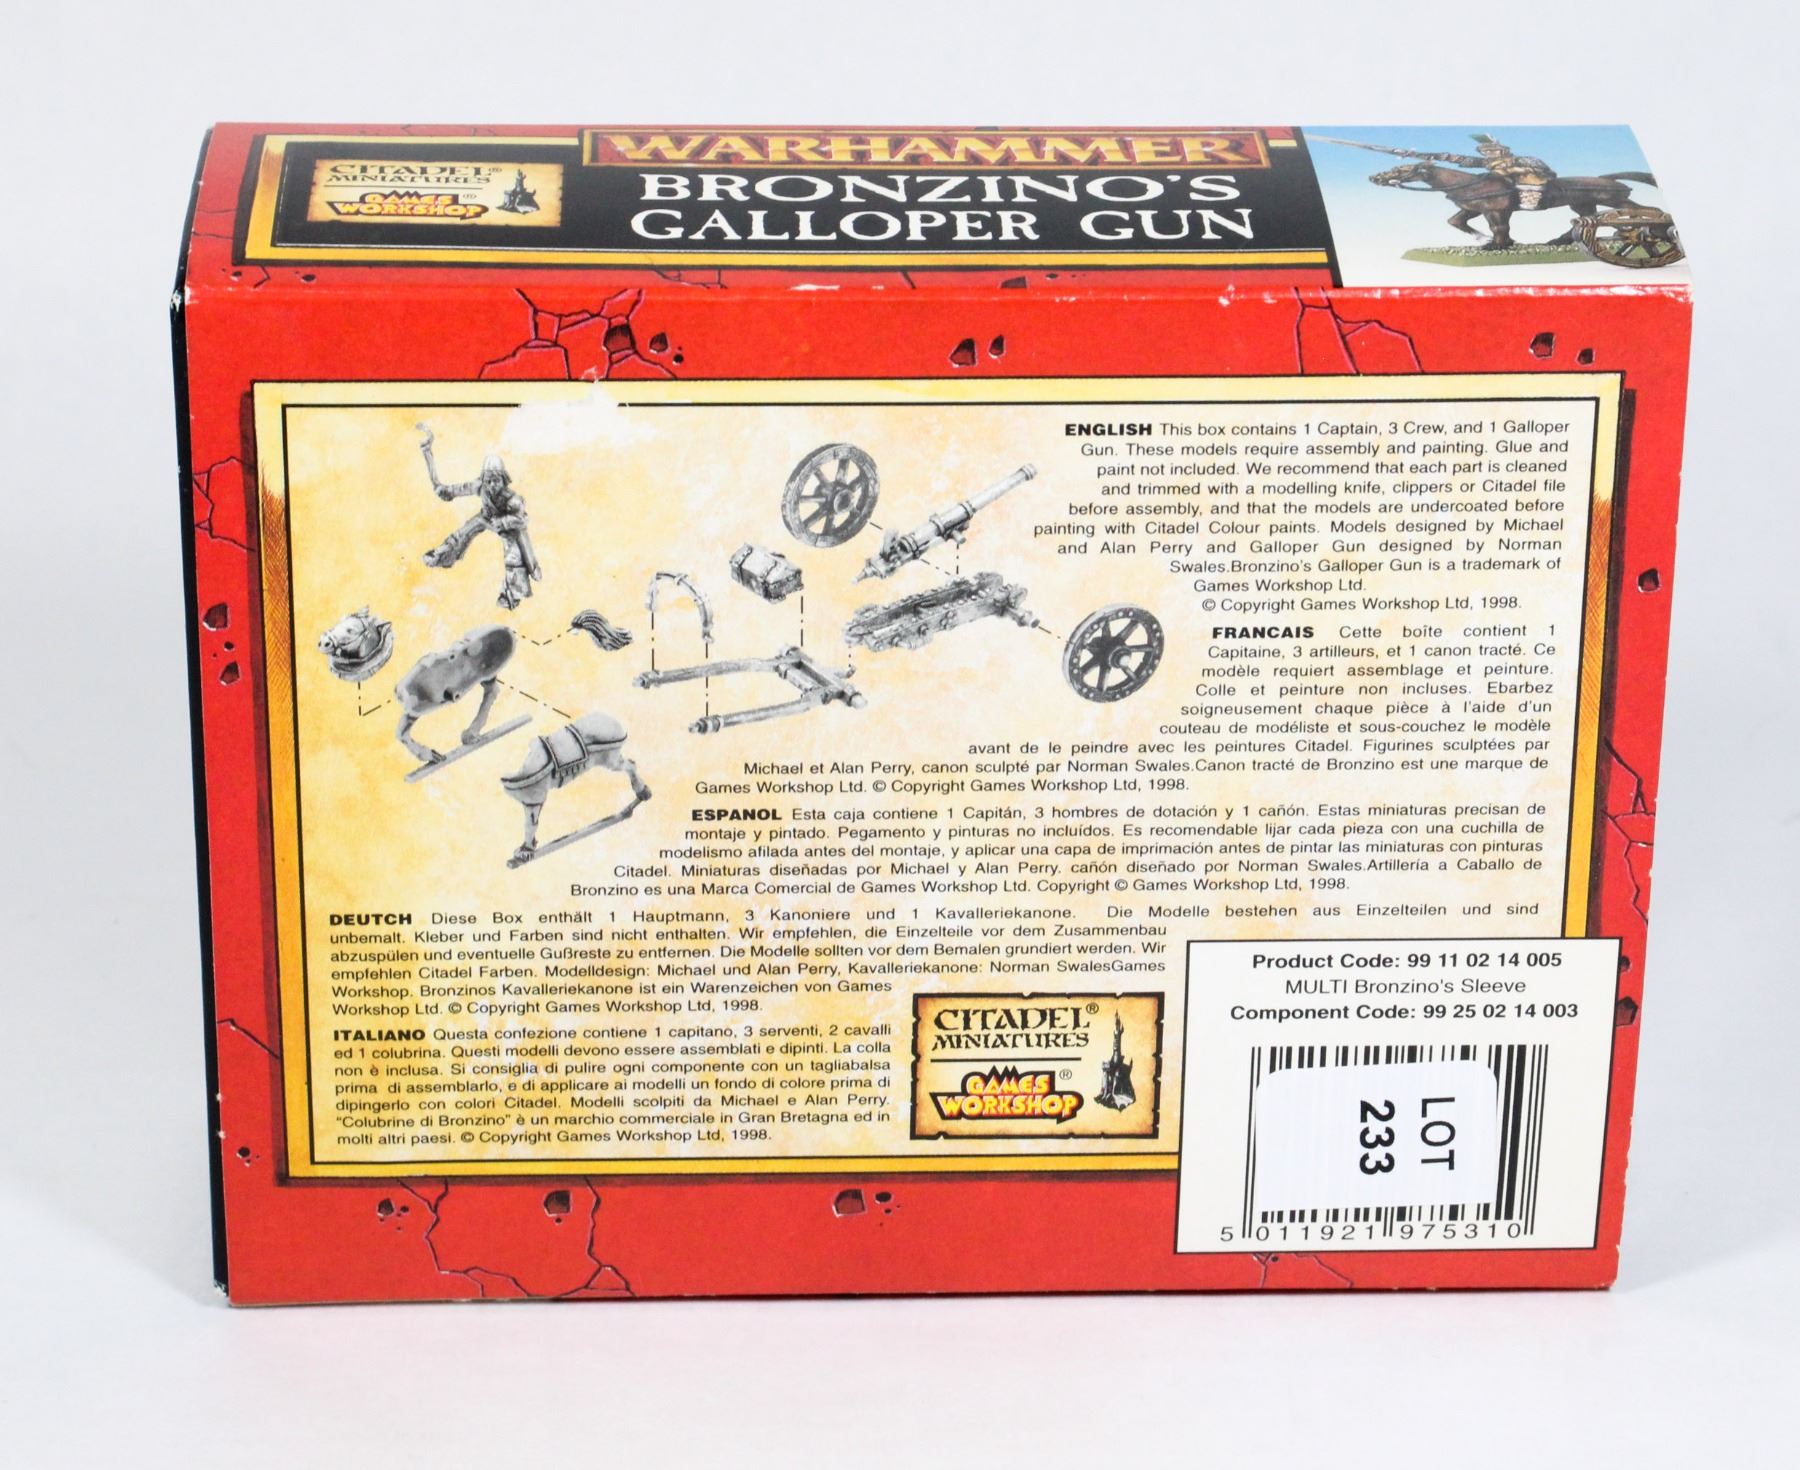 CITADEL®
MINIATURES
GAMES ®
WORKSHOP
WARHAMMER
BRONZINO'S
GALLOPER GUN
ENGLISH This box contains 1 Captain, 3 Crew, and 1 Galloper
Gun. These models require assembly and painting. Glue and
paint not included. We recommend that each part is cleaned
and trimmed with a modelling knife, clippers or Citadel file
before assembly, and that the models are undercoated before
painting with Citadel Colour paints. Models designed by Michael
and Alan Perry and Galloper Gun designed by Norman
Swales.Bronzino's Galloper Gun is a trademark of
Games Workshop Ltd.
© Copyright Games Workshop Ltd, 1998.
FRANCAIS Cette boîte contient 1
Capitaine, 3 artilleurs, et 1 canon tracté. Ce
modèle requiert assemblage et peinture.
Colle et peinture non incluses. Ebarbez
soigneusement chaque pièce à l'aide d'un
couteau de modéliste et sous-couchez le modèle
avant de le peindre avec les peintures Citadel. Figurines sculptées par
Michael et Alan Perry, canon sculpté par Norman Swales.Canon tracté de Bronzino est une marque de
Games Workshop Ltd. © Copyright Games Workshop Ltd, 1998.
ESPANOL Esta caja contiene 1 Capitán, 3 hombres de dotación y 1 cañón. Estas miniaturas precisan de
montaje y pintado. Pegamento y pinturas no incluídos. Es recomendable lijar cada pieza con una cuchilla de
modelismo afilada antes del montaje, y aplicar una capa de imprimación antes de pintar las miniaturas con pinturas
Citadel. Miniaturas diseñadas por Michael y Alan Perry. cañón diseñado por Norman Swales.Artillería a Caballo de
Bronzino es una Marca Comercial de Games Workshop Ltd. Copyright © Games Workshop Ltd, 1998.
DEUTCH Diese Box enthält 1 Hauptmann, 3 Kanoniere und 1 Kavalleriekanone. Die Modelle bestehen aus Einzelteilen und sind
unbemalt. Kleber und Farben sind nicht enthalten. Wir empfehlen, die Einzelteile vor dem Zusammenbau
abzuspülen und eventuelle Gußreste zu entfernen. Die Modelle sollten vor dem Bemalen grundiert werden. Wir
empfehlen Citadel Farben. Modelldesign: Michael und Alan Perry, Kavalleriekanone: Norman SwalesGames
Workshop. Bronzinos Kavalleriekanone ist ein Warenzeichen von Games
Workshop Ltd. © Copyright Games Workshop Ltd, 1998.
ITALIANO Questa confezione contiene 1 capitano, 3 serventi, 2 cavalli
ed 1 colubrina. Questi modelli devono essere assemblati e dipinti. La colla
non è inclusa. Si consiglia di pulire ogni componente con un tagliabalsa
prima di assemblarlo, e di applicare ai modelli un fondo di colore prima di
dipingerlo con colori Citadel. Modelli scolpiti da Michael e Alan Perry.
"Colubrine di Bronzino" è un marchio commerciale in Gran Bretagna ed in
molti altri paesi. © Copyright Games Workshop Ltd, 1998.
CITADEL®
MINIATURES
GAMES ®
WORKSHOP
Product Code: 99 11 02 14 005
MULTI Bronzino's Sleeve
Component Code: 99 25 02 14 003
LOT
233
5 011921 975310